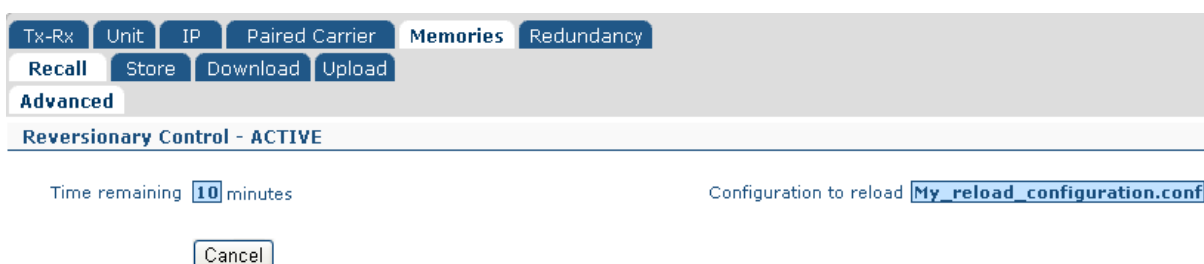 Tx-Rx Unit IP Paired Carrier Memories Redundancy
Recall Store Download Upload
Advanced
Reversionary Control - ACTIVE
Time remaining 10 minutes Configuration to reload My_reload_configuration.conf
Cancel